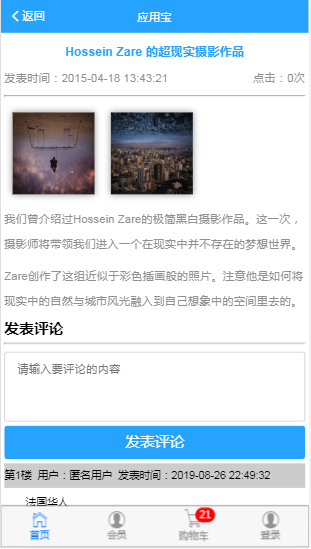 返回
应用宝
Hossein Zare 的超现实摄影作品
发表时间：2015-04-18 13:43:21
点击：0次
我们曾介绍过Hossein Zare的极简黑白摄影作品。这一次，
摄影师将带领我们进入一个在现实中并不存在的梦想世界。
Zare创作了这组近似于彩色插画般的照片。注意他是如何将
现实中的自然与城市风光融入到自己想象中的空间里去的。
发表评论
请输入要评论的内容
发表评论
第1楼 用户：匿名用户 发表时间：2019-08-26 22:49:32
法国华人
21
首页
会员
购物车
登录